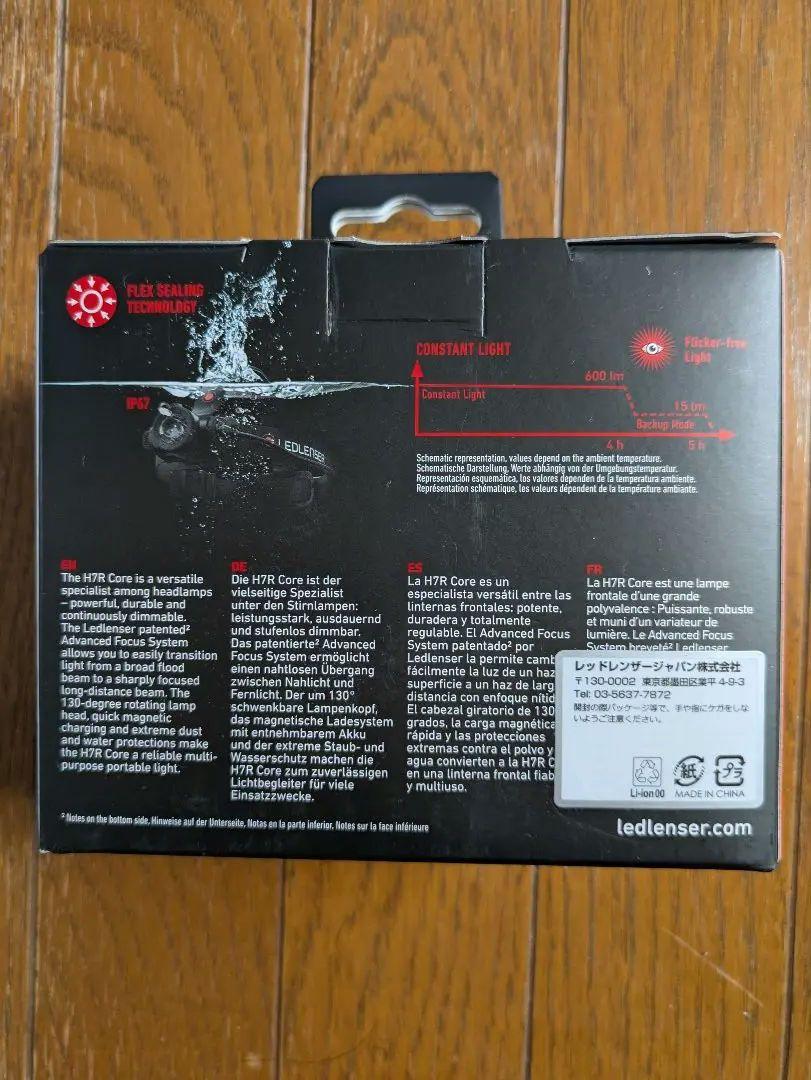 FLEX SEALING
TECHNOLOGY
IP67
LEDLENSER
CONSTANT LIGHT
Flicker-free
Light
600 lm
Constant Light
15 lm
Backup Mode
4 h
5 h
Schematic representation, values depend on the ambient temperature.
Schematische Darstellung, Werte abhängig von der Umgebungstemperatur.
Representación esquemática, los valores dependen de la temperatura ambiente.
Représentation schématique, les valeurs dépendent de la température ambiante.
EN
The H7R Core is a versatile
specialist among headlamps
– powerful, durable and
continuously dimmable.
The Ledlenser patented²
Advanced Focus System
allows you to easily transition
light from a broad flood
beam to a sharply focused
long-distance beam. The
130-degree rotating lamp
head, quick magnetic
charging and extreme dust
and water protections make
the H7R Core a reliable multi-
purpose portable light.
DE
Die H7R Core ist der
vielseitige Spezialist
unter den Stirnlampen:
leistungsstark, ausdauernd
und stufenlos dimmbar.
Das patentierte² Advanced
Focus System ermöglicht
einen nahtlosen Übergang
zwischen Nahlicht und
Fernlicht. Der um 130°
schwenkbare Lampenkopf,
das magnetische Ladesystem
mit entnehmbarem Akku
und der extreme Staub- und
Wasserschutz machen die
H7R Core zum zuverlässigen
Lichtbegleiter für viele
Einsatzzwecke.
ES
La H7R Core es un
especialista versátil entre las
linternas frontales: potente,
duradera y totalmente
regulable. El Advanced Focus
System patentado² por
Ledlenser la permite camb
fácilmente la luz de un haz
superficie a un haz de larg
distancia con enfoque nítid
El cabezal giratorio de 130
grados, la carga magnética
rápida y las protecciones
extremas contra el polvo y
agua convierten a la H7R C
en una linterna frontal fiab
y multiuso.
FR
La H7R Core est une lampe
frontale d'une grande
polyvalence : Puissante, robuste
et muni d'un variateur de
lumière. Le Advanced Focus
System breveté² Ledlenser
レッドレンザージャパン株式会社
〒130-0002 東京都墨田区業平 4-9-3
Tel: 03-5637-7872
開封の際パッケージ等で、手や指にケガをしな
いようご注意ください。
紙
プラ
Li-ion 00
MADE IN CHINA
² Notes on the bottom side. Hinweise auf der Unterseite. Notas en la parte inferior. Notes sur la face inférieure
ledlenser.com